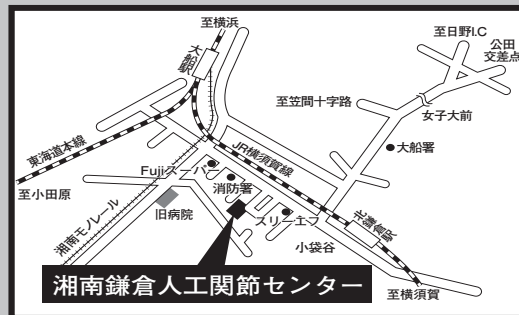 至横浜
大船駅
至日野I.C
公田
交差点
至笠間十字路
女子大前
東海道本線
JR横須賀線
大船署
Fujiスーパー
消防署
至小田原
旧病院
スリーエフ
北鎌倉駅
湘南モノレール
小袋谷
湘南鎌倉人工関節センター
至横須賀